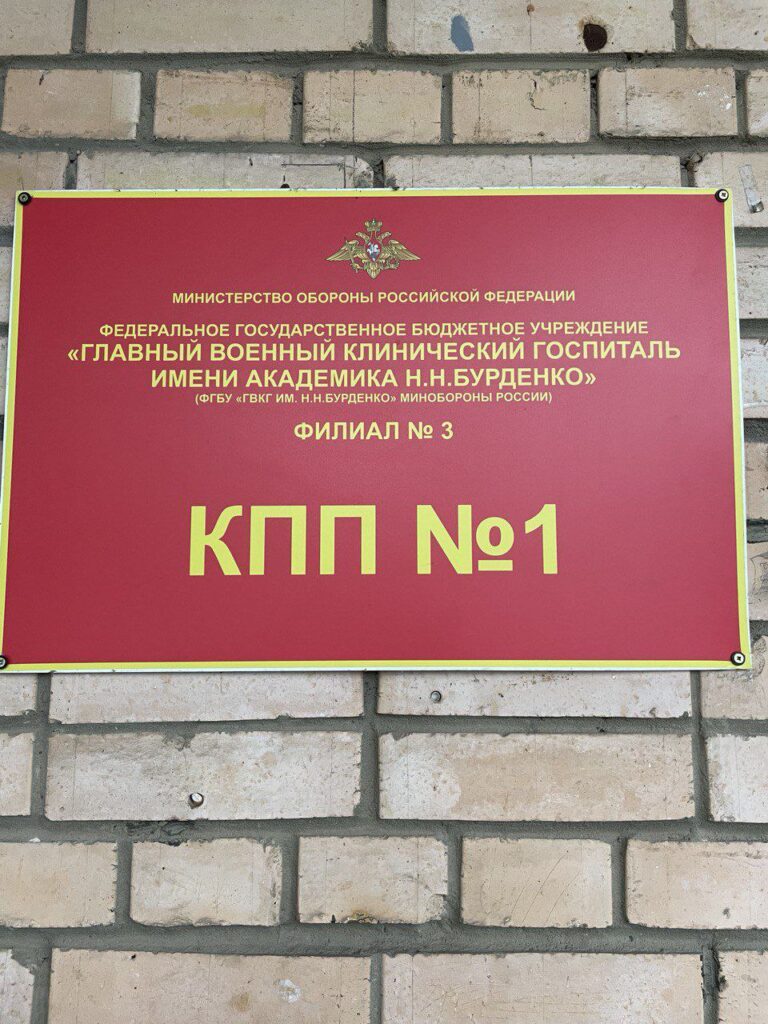 МИНИСТЕРСТВО ОБОРОНЫ РОССИЙСКОЙ ФЕДЕРАЦИИ
ФЕДЕРАЛЬНОЕ ГОСУДАРСТВЕННОЕ БЮДЖЕТНОЕ УЧРЕЖДЕНИЕ
«ГЛАВНЫЙ ВОЕННЫЙ КЛИНИЧЕСКИЙ ГОСПИТАЛЬ
ИМЕНИ АКАДЕМИКА Н.Н.БУРДЕНКО»
(ФГБУ «ГВКГ ИМ. Н.Н.БУРДЕНКО» МИНОБОРОНЫ РОССИИ)
ФИЛИАЛ № 3
КПП №1